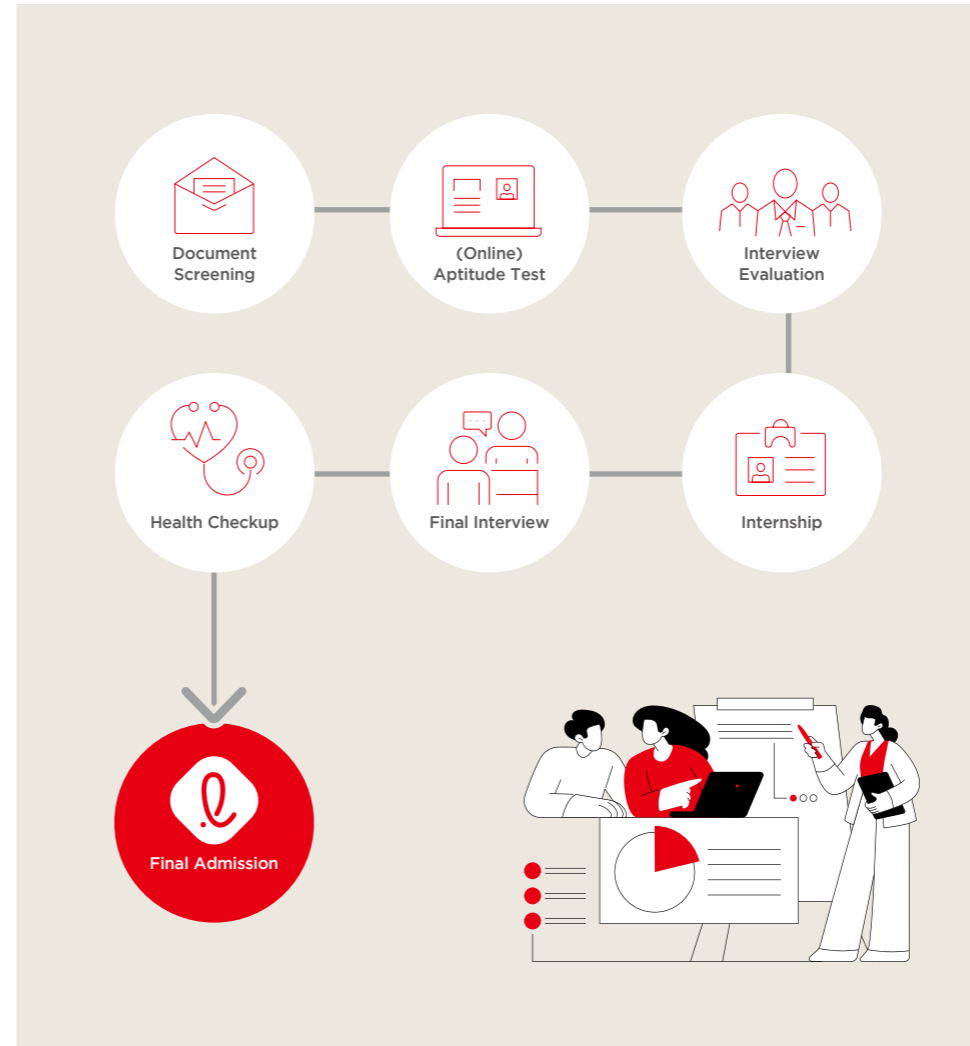 Document
Screening
(Online)
Aptitude Test
Interview
Evaluation
Internship
Final Interview
Health Checkup
Final Admission